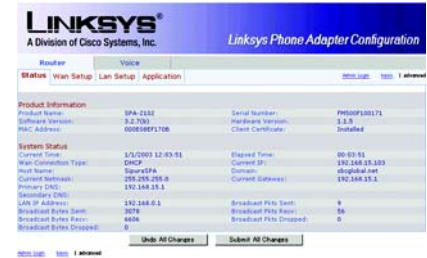 LINKSYS®
A Division of Cisco Systems, Inc.
Linksys Phone Adapter Configuration
Router Voice
Status Wan Setup Lan Setup Application
Admin Login basic | advanced
Product Information
Product Name: SPA-2102 Serial Number: FM500F100171
Software Version: 3.2.7(b) Hardware Version: 1.1.5
MAC Address: Client Certificate: Installed
System Status
Current Time: 1/1/2003 12:03:51 Elapsed Time: 00:03:51
Wan Connection Type: DHCP Current IP: 192.168.15.103
Host Name: SipuraSPA Domain: sbcglobal.net
Current Netmask: 255.255.255.0 Current Gateway: 192.168.15.1
Primary DNS: 192.168.15.1
Secondary DNS:
LAN IP Address: 192.168.0.1 Broadcast Pkts Sent: 9
Broadcast Bytes Sent: 3078 Broadcast Pkts Recv: 56
Broadcast Bytes Recv: 6606 Broadcast Pkts Dropped: 0
Broadcast Bytes Dropped: 0
Undo All Changes Submit All Changes
Admin Login basic | advanced